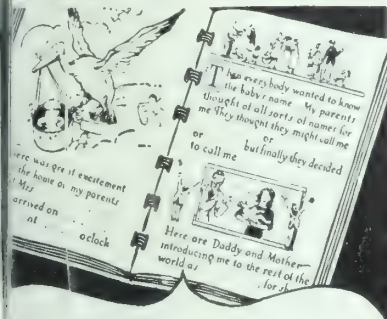 here was great excitement
the home of my parents
Miss
arrived on
oclock
Then everybody wanted to know
the baby's name My parents
thought of all sorts of names for
me They thought they might call me
or
or but finally they decided
to call me
Here are Daddy and Mother
introducing me to the rest of the
world as
for sh